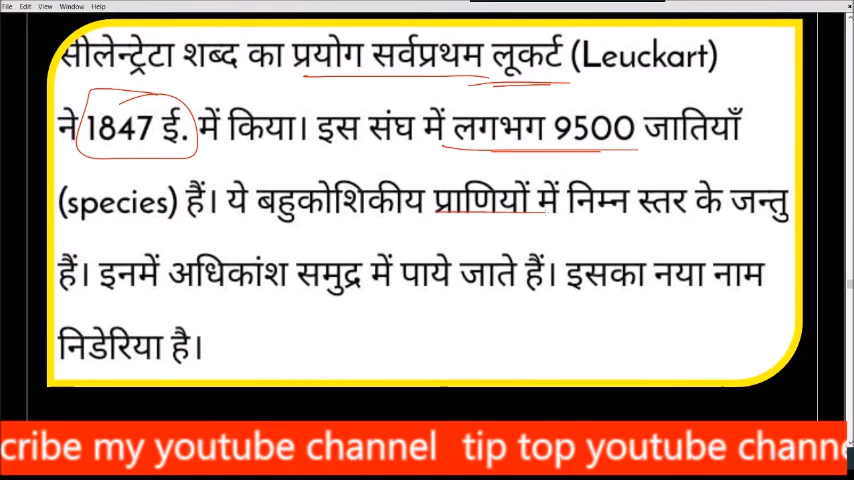 File Edit View Window Help
सीलेन्ट्रेटा शब्द का प्रयोग सर्वप्रथम लूकर्ट (Leuckart)
ने 1847 ई. में किया। इस संघ में लगभग 9500 जातियाँ
(species) हैं। ये बहुकोशिकीय प्राणियों में निम्न स्तर के जन्तु
हैं। इनमें अधिकांश समुद्र में पाये जाते हैं। इसका नया नाम
निडेरिया है।
cribe my youtube channel tip top youtube channe